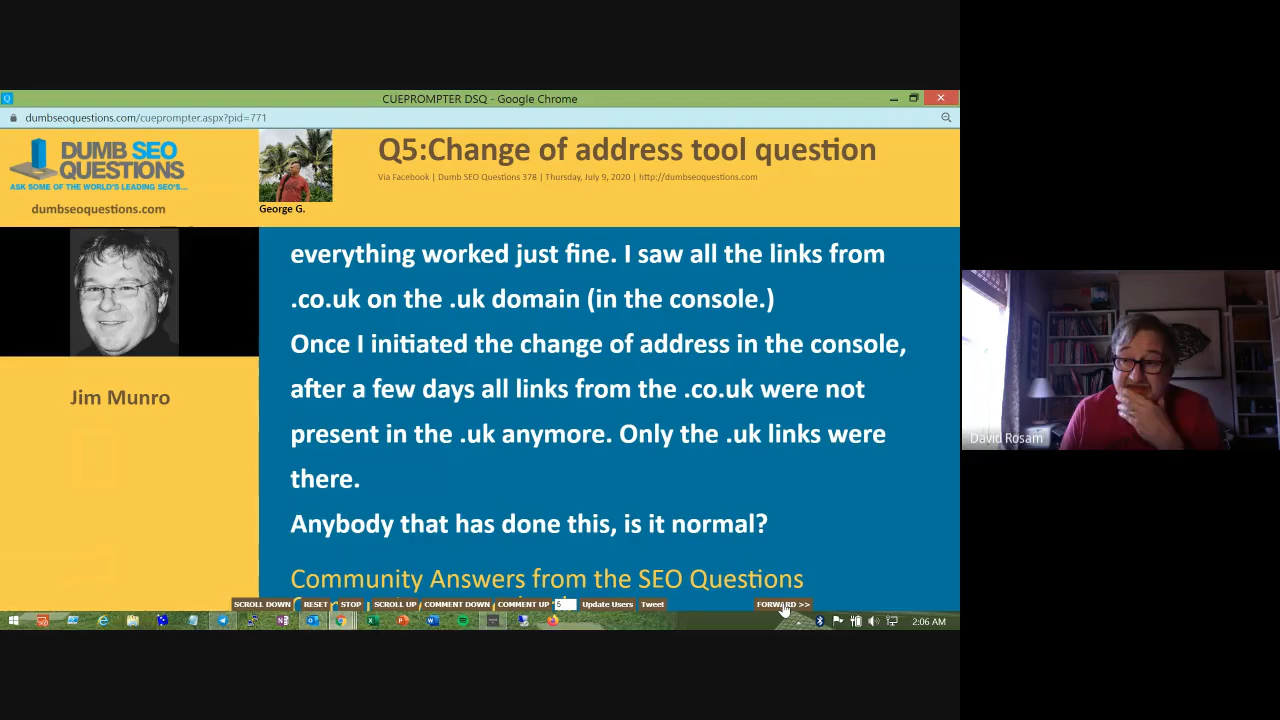 CUEPROMPTER DSQ - Google Chrome
dumbseoquestions.com/cueprompter.aspx?pid=771
DUMB SEO
QUESTIONS
ASK SOME OF THE WORLD'S LEADING SEO'S...
dumbseoquestions.com
George G.
Q5:Change of address tool question
Via Facebook | Dumb SEO Questions 378 | Thursday, July 9, 2020 | http://dumbseoquestions.com
Jim Munro
everything worked just fine. I saw all the links from
.co.uk on the .uk domain (in the console.)
Once I initiated the change of address in the console,
after a few days all links from the .co.uk were not
present in the .uk anymore. Only the .uk links were
there.
Anybody that has done this, is it normal?
Community Answers from the SEO Questions
SCROLL DOWN RESET STOP SCROLL UP COMMENT DOWN COMMENT UP 5 Update Users Tweet FORWARD >>
2:06 AM
David Rosam